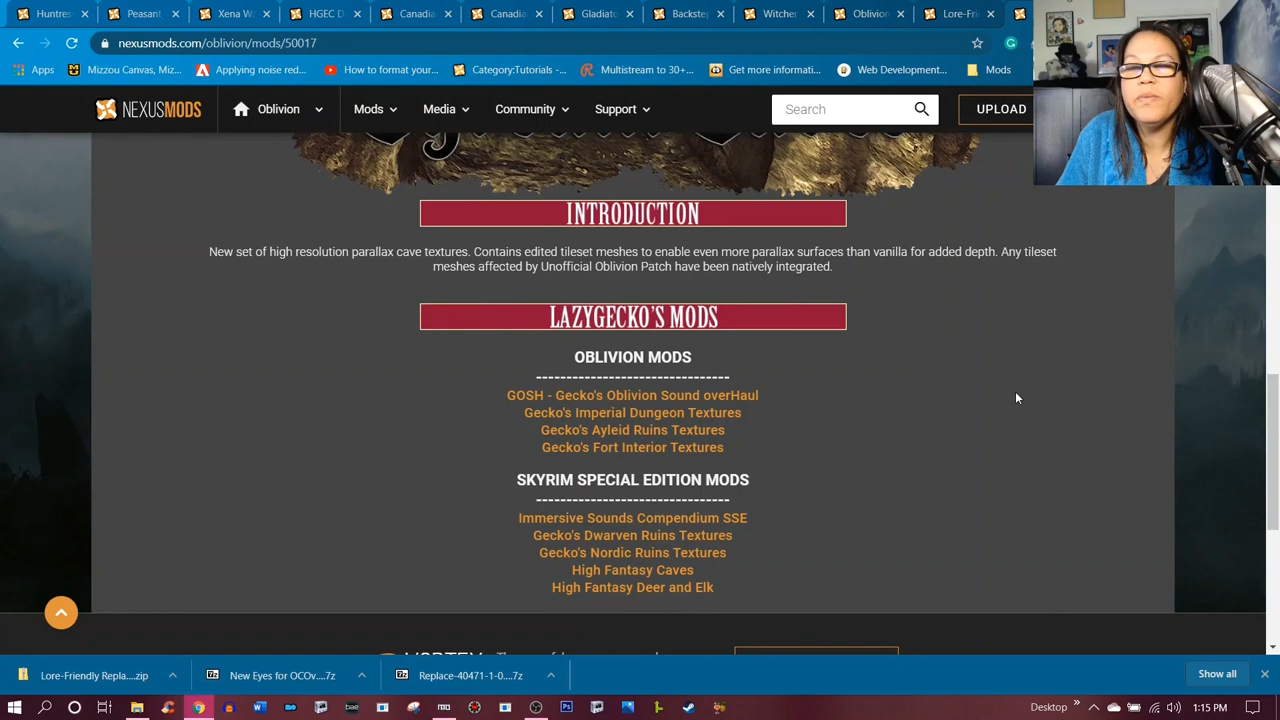 Huntres
Peasant
Xena Wa
HGEC D
Canadia
Canadia
Gladiato
Backstep
Witcher
Oblivion
Lore-Fri
nexusmods.com/oblivion/mods/50017
Apps
Mizzou Canvas, Miz...
Applying noise red...
How to format your...
Category:Tutorials -...
Multistream to 30+...
Get more informati...
Web Development...
Mods
NEXUSMODS
Oblivion
Mods
Media
Community
Support
Search
UPLOAD
INTRODUCTION
New set of high resolution parallax cave textures. Contains edited tileset meshes to enable even more parallax surfaces than vanilla for added depth. Any tileset
meshes affected by Unofficial Oblivion Patch have been natively integrated.
LAZYGECKO'S MODS
OBLIVION MODS
-------------------------------
GOSH - Gecko's Oblivion Sound overHaul
Gecko's Imperial Dungeon Textures
Gecko's Ayleid Ruins Textures
Gecko's Fort Interior Textures
SKYRIM SPECIAL EDITION MODS
-------------------------------
Immersive Sounds Compendium SSE
Gecko's Dwarven Ruins Textures
Gecko's Nordic Ruins Textures
High Fantasy Caves
High Fantasy Deer and Elk
Lore-Friendly Repla....zip
New Eyes for OCOv....7z
Replace-40471-1-0....7z
Show all
Desktop
1:15 PM